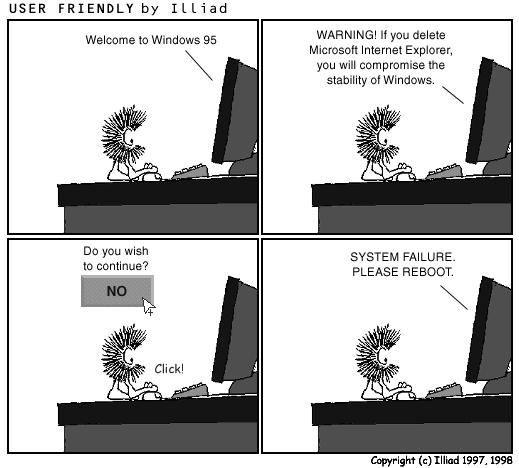 USER FRIENDLY by Illiad
Welcome to Windows 95
WARNING! If you delete
Microsoft Internet Explorer,
you will compromise the
stability of Windows.
Do you wish
to continue?
NO
Click!
SYSTEM FAILURE.
PLEASE REBOOT.
Copyright (c) Illiad 1997, 1998